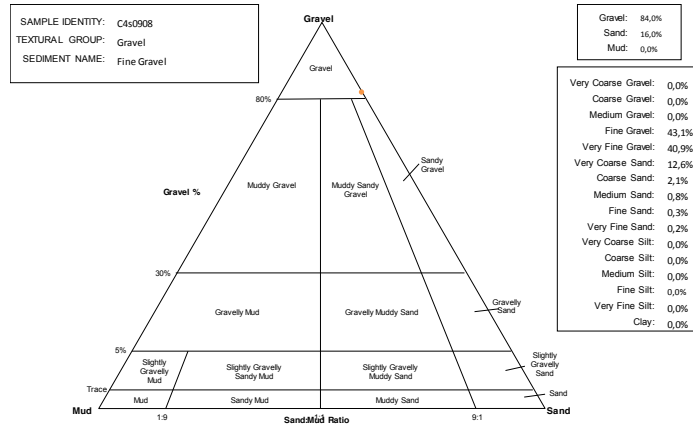 SAMPLE IDENTITY: C4s0908
TEXTURAL GROUP: Gravel
SEDIMENT NAME: Fine Gravel
Gravel
Gravel: 84,0%
Sand: 16,0%
Mud: 0,0%
Gravel
80%
Very Coarse Gravel: 0,0%
Coarse Gravel: 0,0%
Medium Gravel: 0,0%
Fine Gravel: 43,1%
Very Fine Gravel: 40,9%
Very Coarse Sand: 12,6%
Coarse Sand: 2,1%
Medium Sand: 0,8%
Fine Sand: 0,3%
Very Fine Sand: 0,2%
Very Coarse Silt: 0,0%
Coarse Silt: 0,0%
Medium Silt: 0,0%
Fine Silt: 0,0%
Very Fine Silt: 0,0%
Clay: 0,0%
Sandy
Gravel
Gravel %
Muddy Gravel
Muddy Sandy
Gravel
30%
Gravelly Mud
Gravelly Muddy Sand
Gravelly
Sand
5%
Slightly
Gravelly
Mud
Slightly Gravelly
Sandy Mud
Slightly Gravelly
Muddy Sand
Slightly
Gravelly
Sand
Trace
Mud
Sandy Mud
Muddy Sand
Sand
Mud
Sand
1:9
1:1
9:1
Sand:Mud Ratio